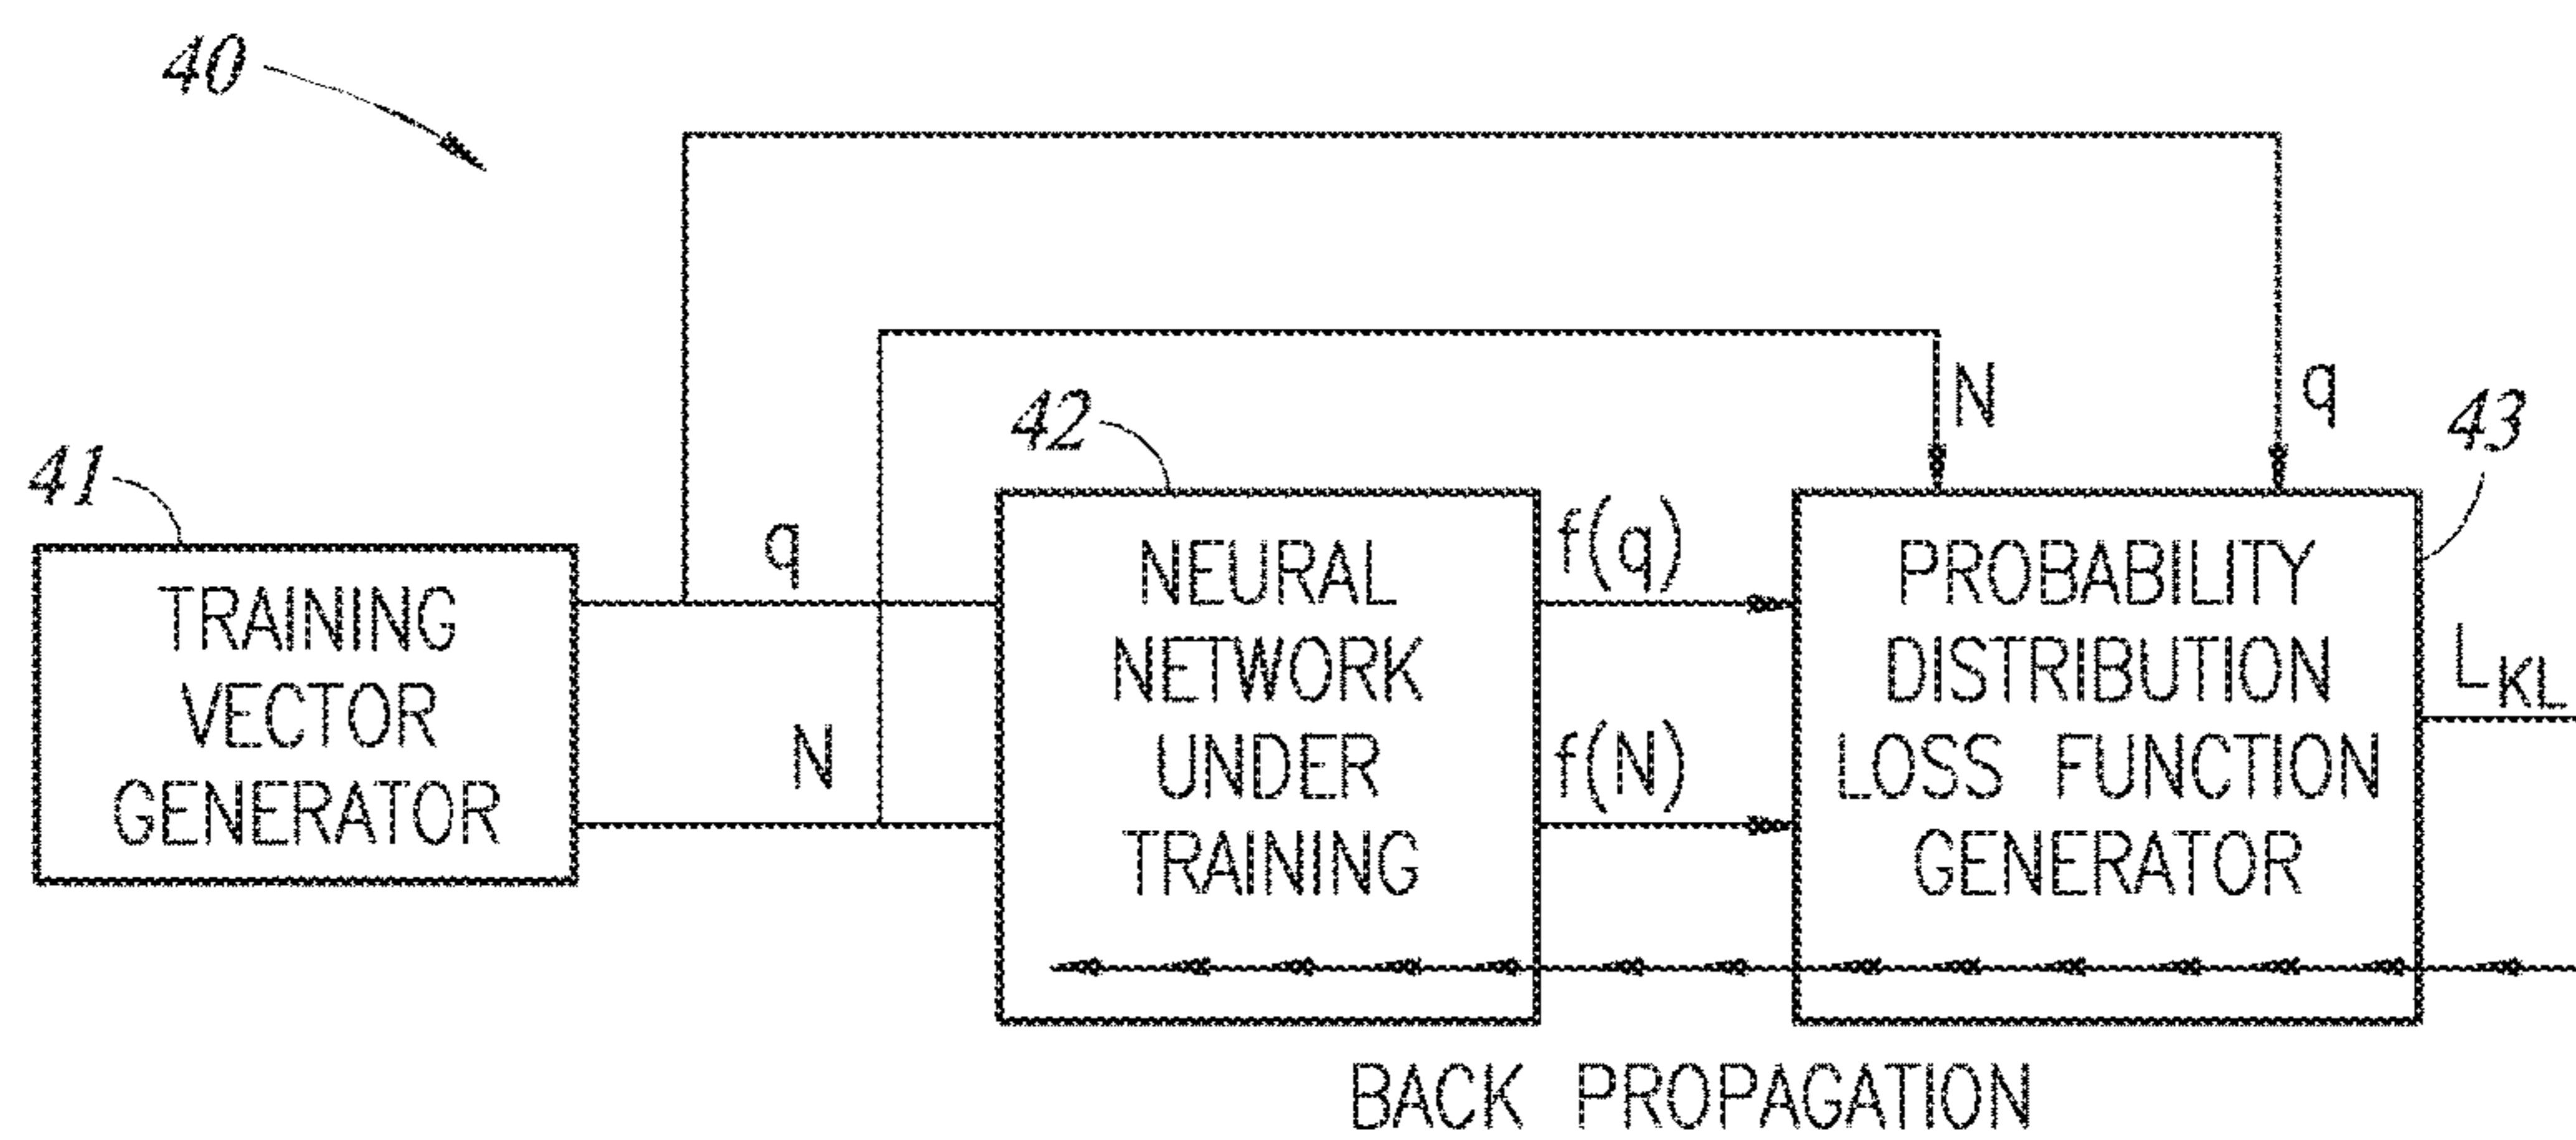 40
N
q
41
42
43
TRAINING
VECTOR
GENERATOR
q
N
NEURAL
NETWORK
UNDER
TRAINING
f(q)
f(N)
PROBABILITY
DISTRIBUTION
LOSS FUNCTION
GENERATOR
LKL
BACK PROPAGATION